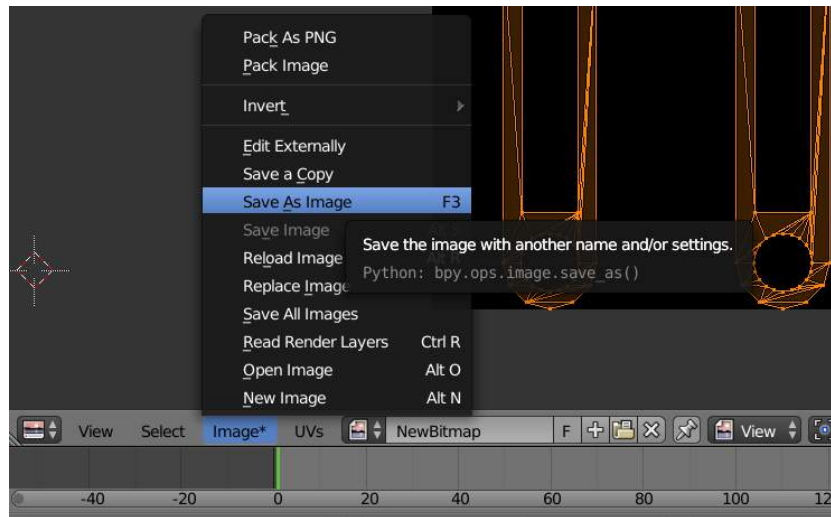 Pack As PNG
Pack Image
Invert
Edit Externally
Save a Copy
Save As Image F3
Save Image
Save the image with another name and/or settings.
Reload Image
Python: bpy.ops.image.save_as()
Replace Image
Save All Images
Read Render Layers Ctrl R
Open Image Alt O
New Image Alt N
View Select Image* UVs NewBitmap F View
-40 -20 0 20 40 60 80 100